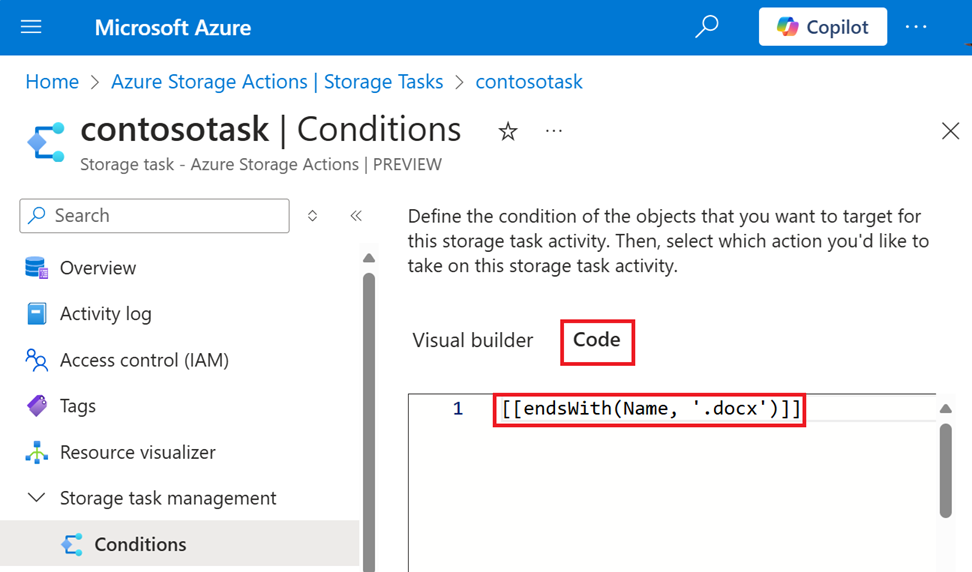 Microsoft Azure
Copilot
Home > Azure Storage Actions | Storage Tasks > contosotask
contosotask | Conditions
Storage task - Azure Storage Actions | PREVIEW
Search
Overview
Activity log
Access control (IAM)
Tags
Resource visualizer
Storage task management
Conditions
Define the condition of the objects that you want to target for
this storage task activity. Then, select which action you'd like to
take on this storage task activity.
Visual builder Code
1 [[endsWith(Name, '.docx')]]